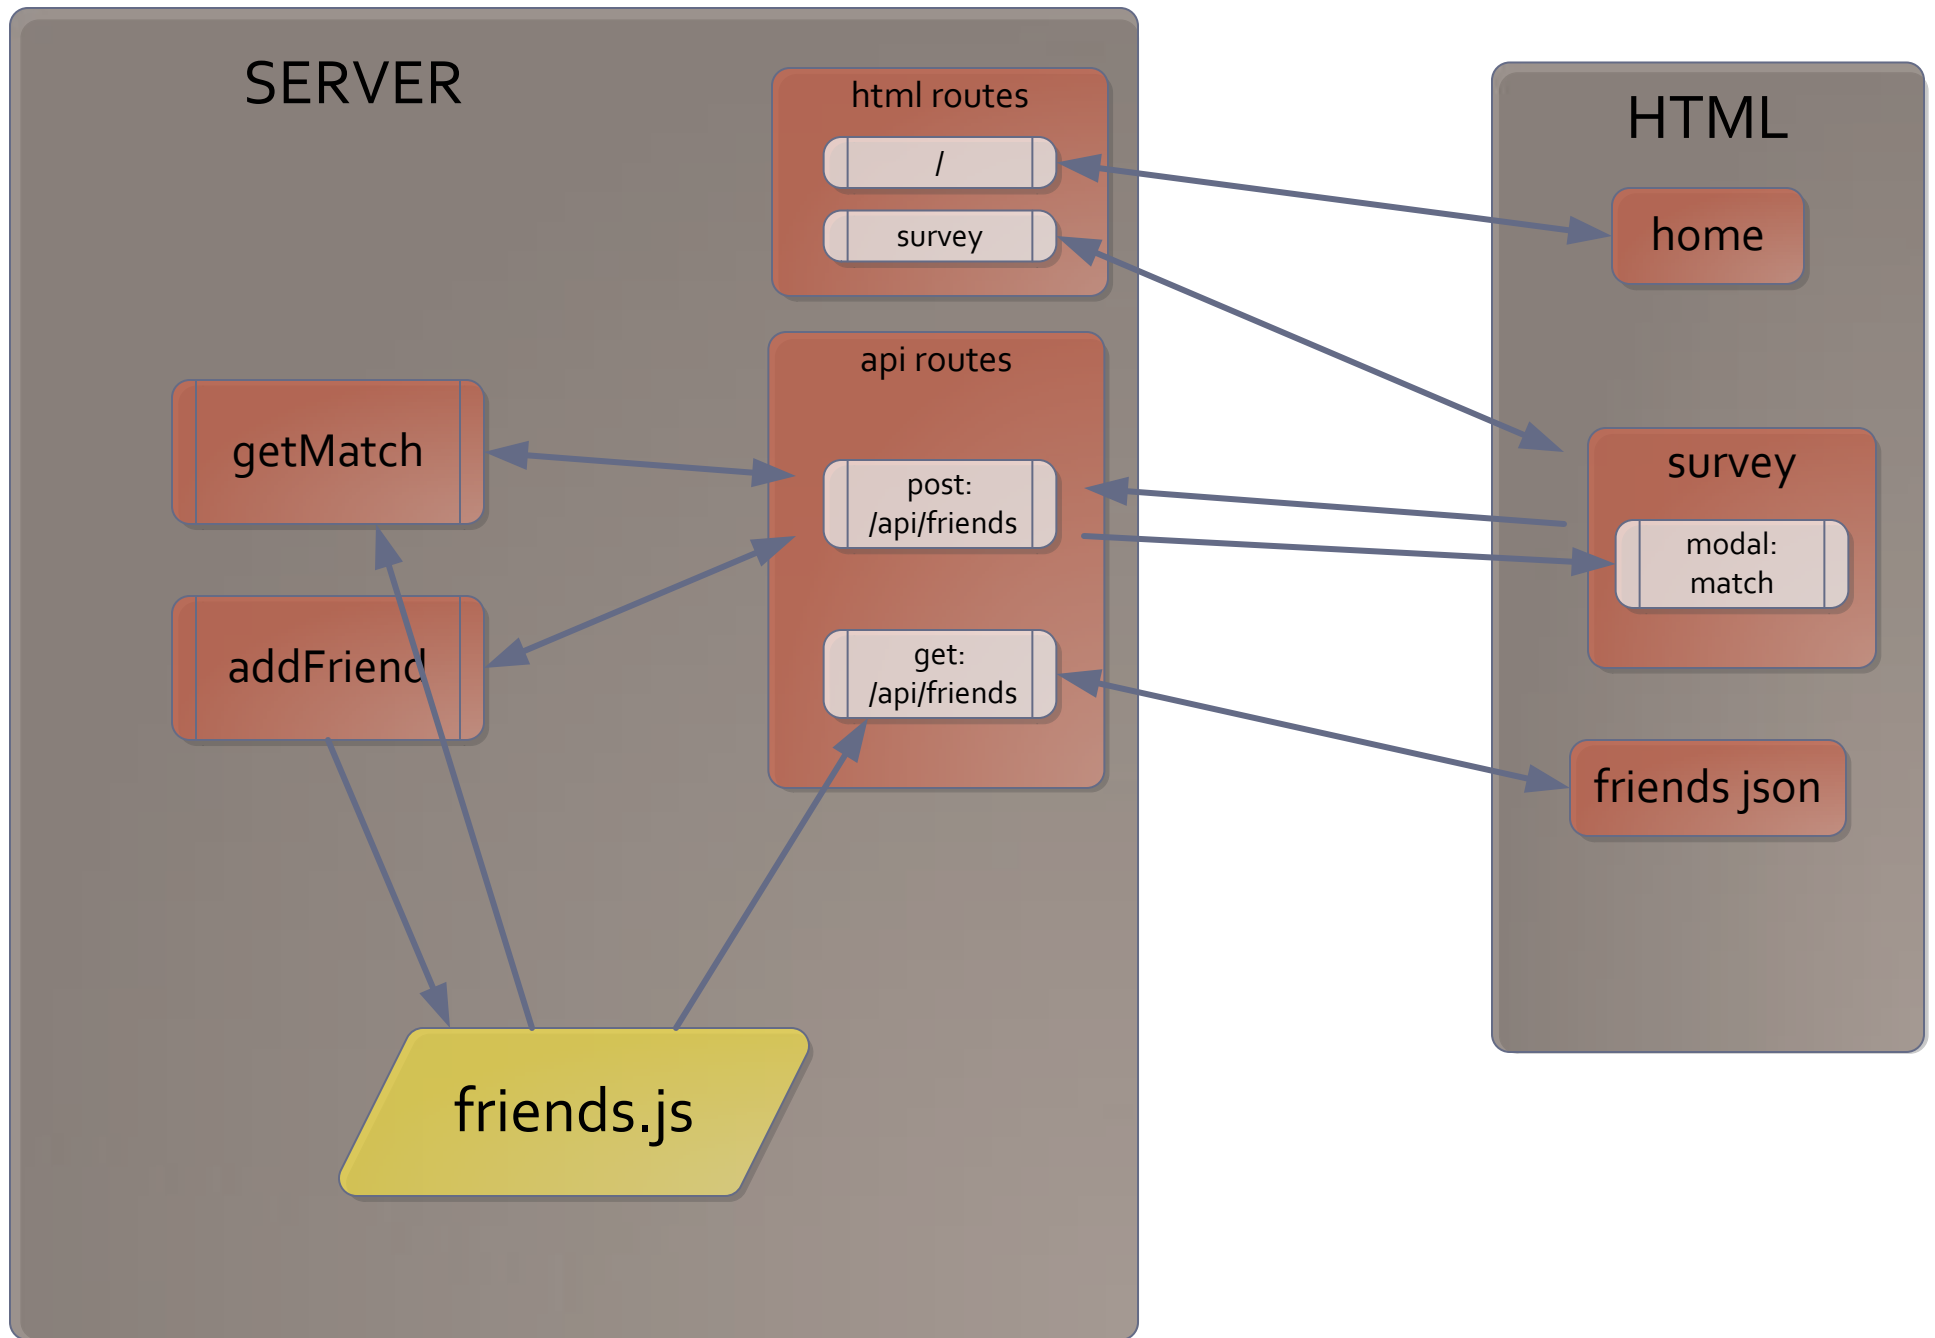 SERVER
html routes
/
survey
api routes
post:
/api/friends
get:
/api/friends
getMatch
addFriend
friends.js
HTML
home
survey
modal:
match
friends json